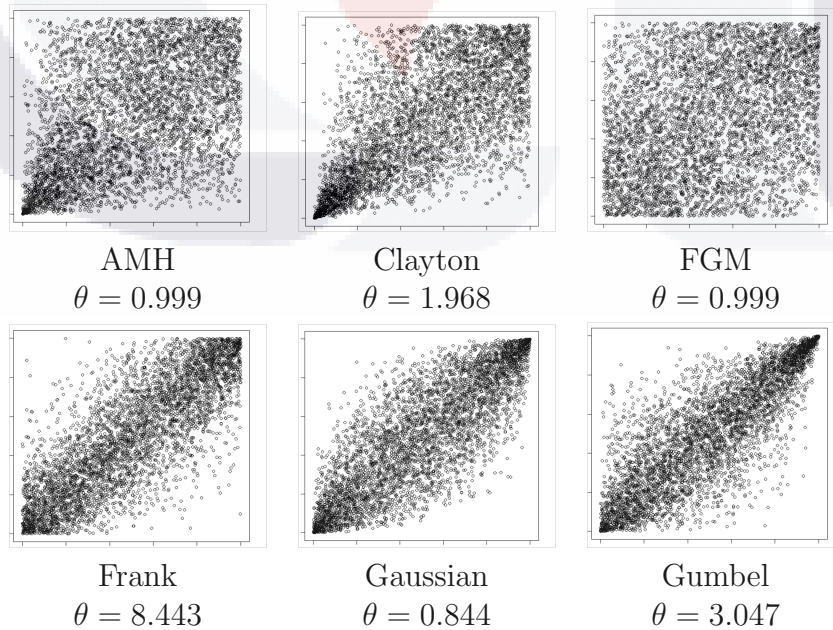 AMH Clayton FGM
θ = 0.999 θ = 1.968 θ = 0.999
Frank Gaussian Gumbel
θ = 8.443 θ = 0.844 θ = 3.047